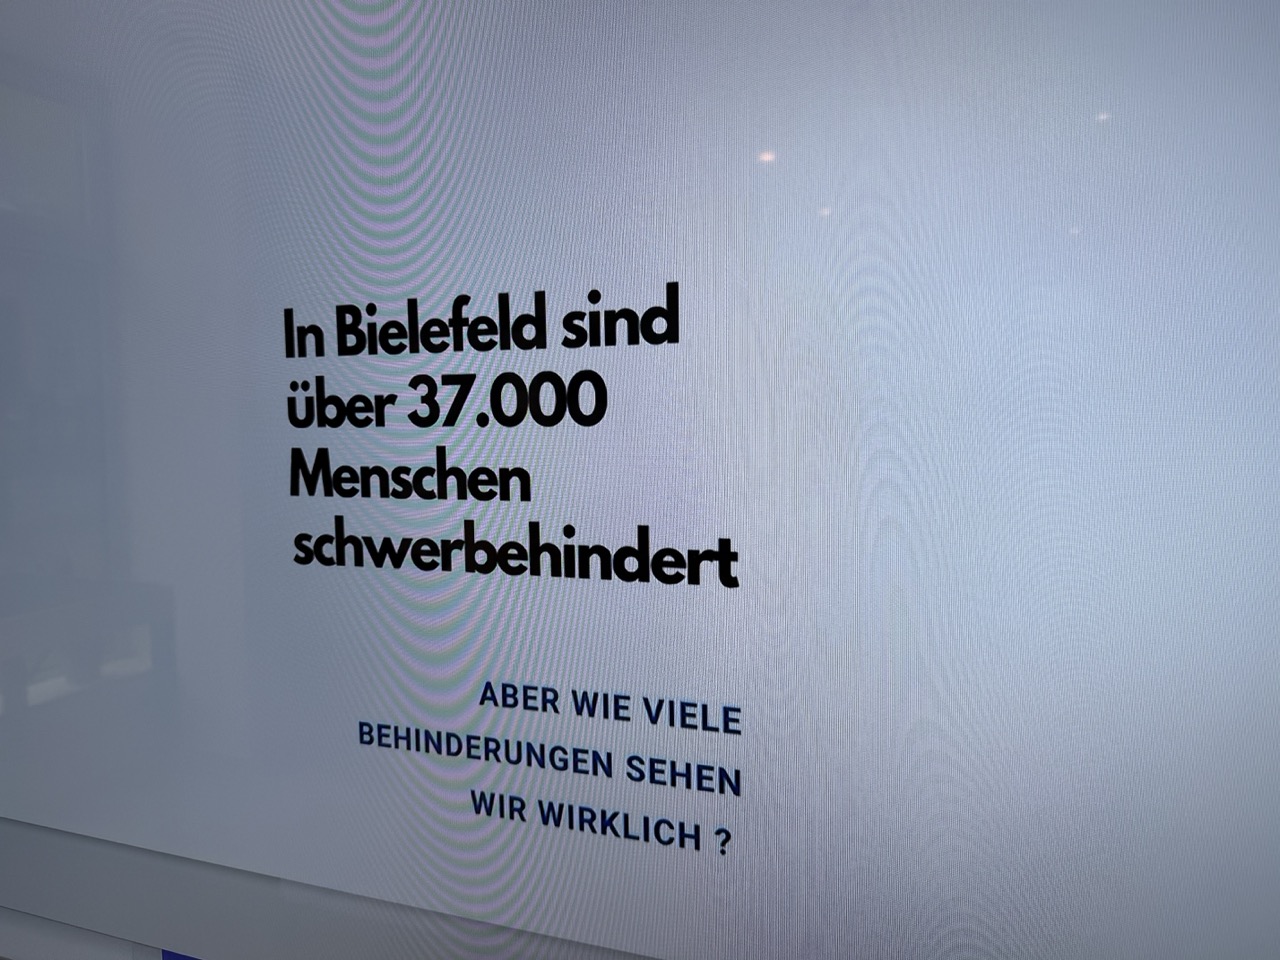 In Bielefeld sind
über 37.000
Menschen
schwerbehindert
ABER WIE VIELE
BEHINDERUNGEN SEHEN
WIR WIRKLICH ?